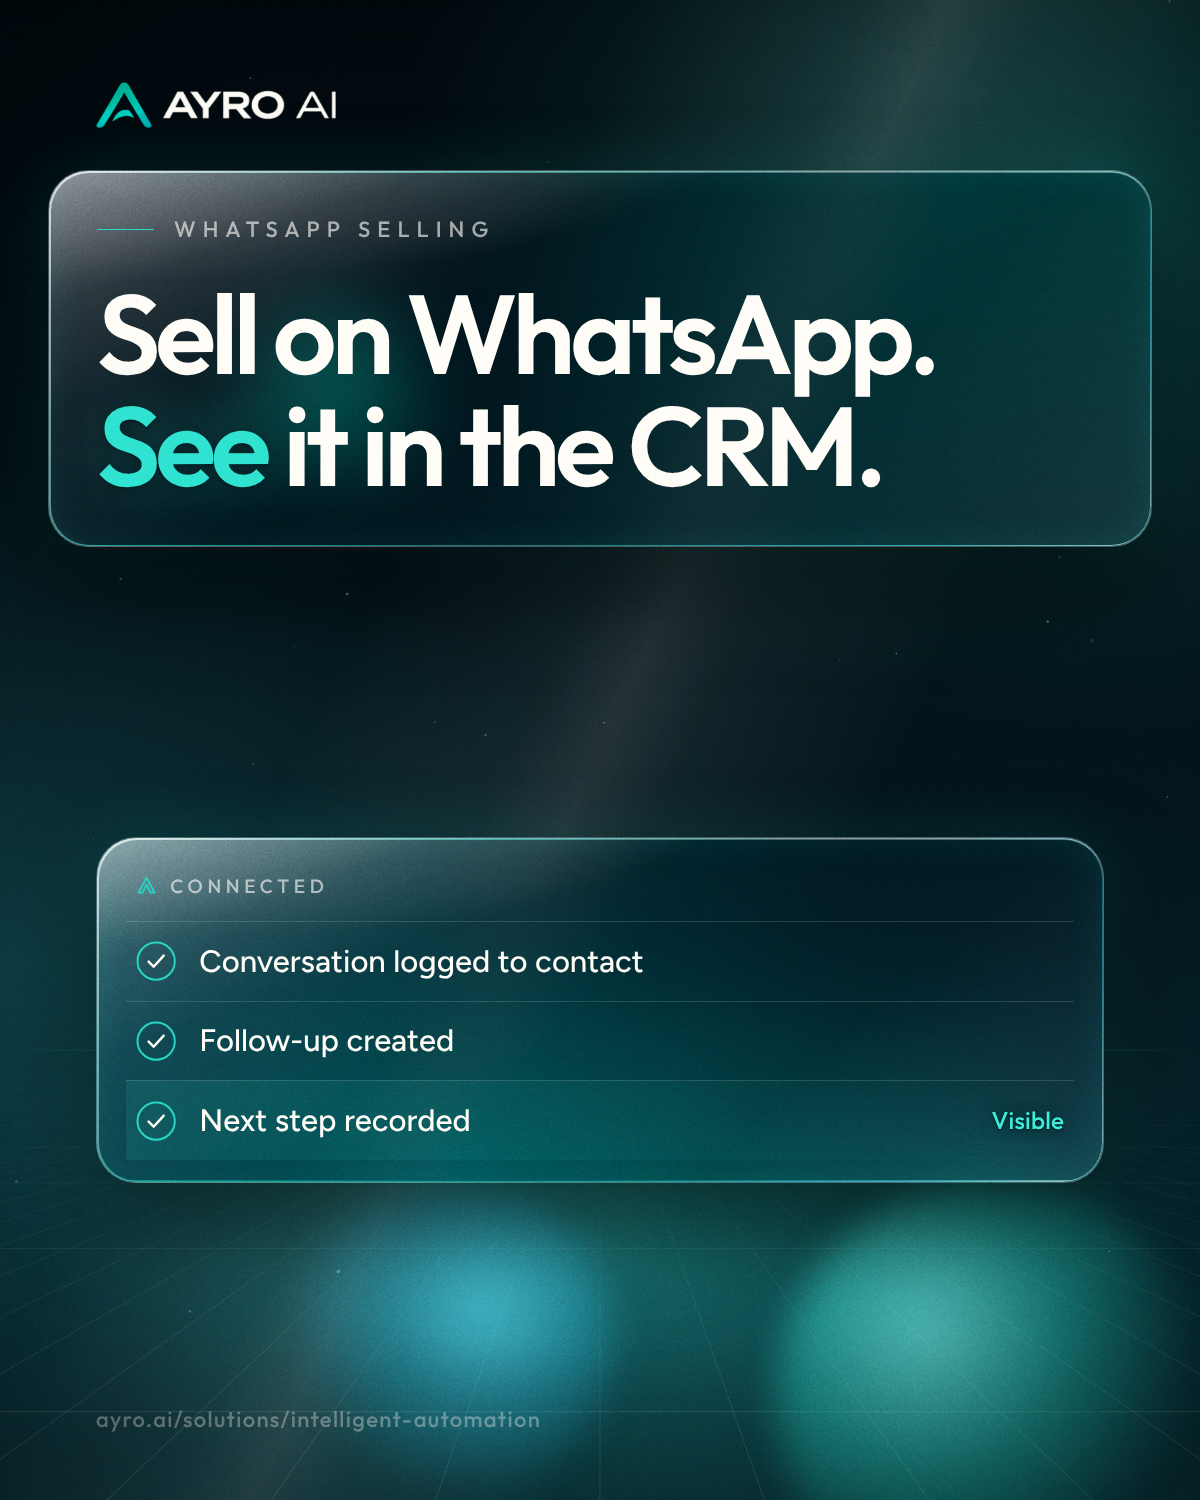 AYRO AI
WHATSAPP SELLING
Sell on WhatsApp.
See it in the CRM.
CONNECTED
Conversation logged to contact
Follow-up created
Next step recorded
Visible
ayro.ai/solutions/intelligent-automation